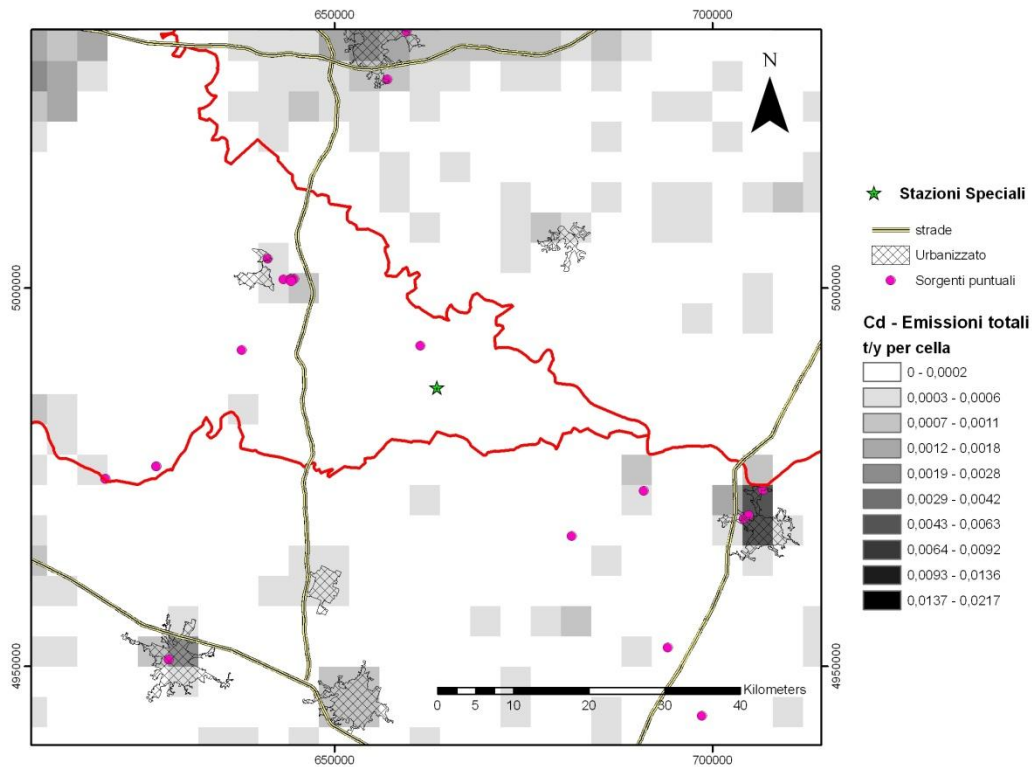 650000
700000
N
Stazioni Speciali
strade
Urbanizzato
Sorgenti puntuali
5000000
5000000
Cd - Emissioni totali
t/y per cella
0 - 0,0002
0,0003 - 0,0006
0,0007 - 0,0011
0,0012 - 0,0018
0,0019 - 0,0028
0,0029 - 0,0042
0,0043 - 0,0063
0,0064 - 0,0092
0,0093 - 0,0136
0,0137 - 0,0217
4950000
4950000
Kilometers
0 5 10 20 30 40
650000
700000